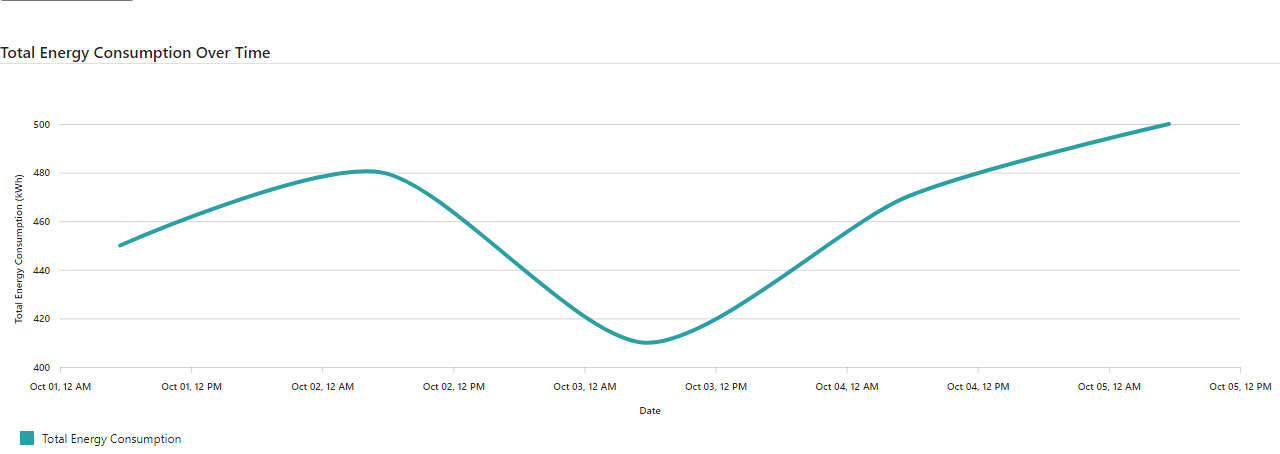 Total Energy Consumption Over Time
500
480
460
440
420
400
Total Energy Consumption (kWh)
Oct 01, 12 AM
Oct 01, 12 PM
Oct 02, 12 AM
Oct 02, 12 PM
Oct 03, 12 AM
Oct 03, 12 PM
Oct 04, 12 AM
Oct 04, 12 PM
Oct 05, 12 AM
Oct 05, 12 PM
Date
Total Energy Consumption